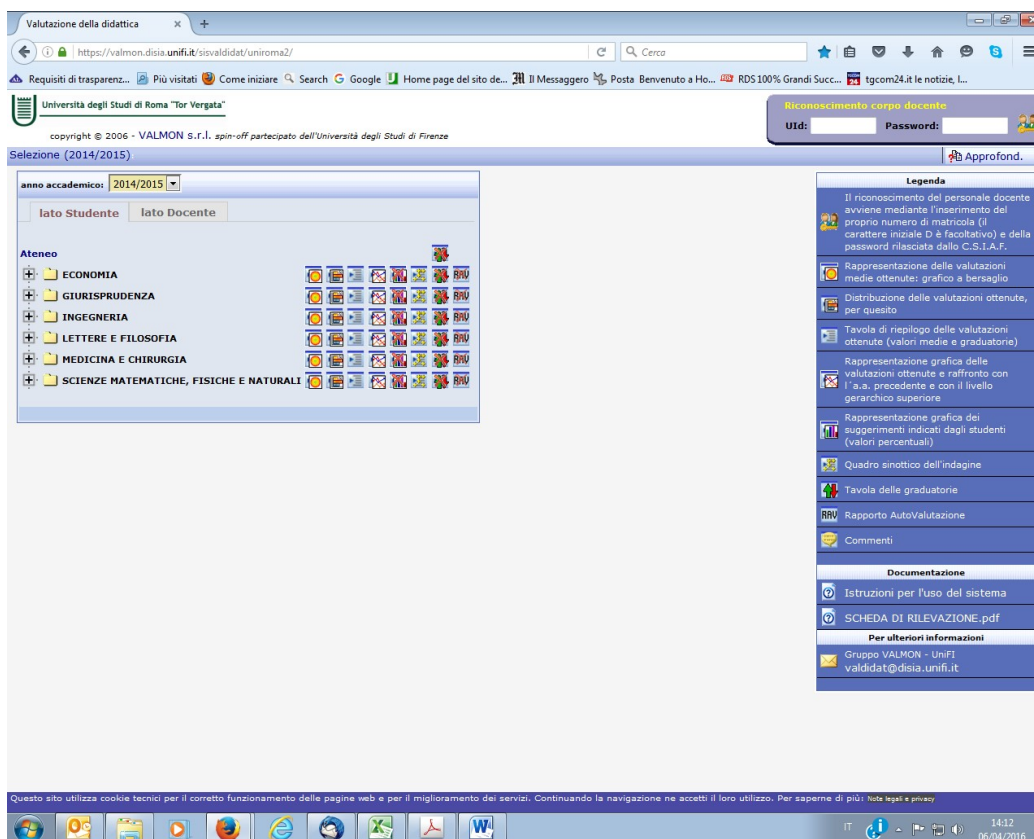 Valutazione della didattica
https://valmon.disia.unifi.it/sisvaldidat/uniroma2/
Cerca
Requisiti di trasparenz... Più visitati Come iniziare Search Google Home page del sito de... Il Messaggero Posta Benvenuto a Ho... RDS 100% Grandi Succ... tgcom24.it le notizie, l...
Università degli Studi di Roma "Tor Vergata"
copyright © 2006 - VALMON S.r.l. spin-off partecipato dell'Università degli Studi di Firenze
Riconoscimento corpo docente
UId: Password:
Selezione (2014/2015)
Approfond.
anno accademico: 2014/2015
lato Studente lato Docente
Ateneo
ECONOMIA
RAV
GIURISPRUDENZA
RAV
INGEGNERIA
RAV
LETTERE E FILOSOFIA
RAV
MEDICINA E CHIRURGIA
RAV
SCIENZE MATEMATICHE, FISICHE E NATURALI
RAV
Legenda
Il riconoscimento del personale docente
avviene mediante l'inserimento del
proprio numero di matricola (il
carattere iniziale D è facoltativo) e della
password rilasciata dallo C.S.I.A.F.
Rappresentazione delle valutazioni
medie ottenute: grafico a bersaglio
Distribuzione delle valutazioni ottenute,
per quesito
Tavola di riepilogo delle valutazioni
ottenute (valori medie e graduatorie)
Rappresentazione grafica delle
valutazioni ottenute e raffronto con
l`a.a. precedente e con il livello
gerarchico superiore
Rappresentazione grafica dei
suggerimenti indicati dagli studenti
(valori percentuali)
Quadro sinottico dell'indagine
Tavola delle graduatorie
RAV Rapporto AutoValutazione
Commenti
Documentazione
Istruzioni per l'uso del sistema
SCHEDA DI RILEVAZIONE.pdf
Per ulteriori informazioni
Gruppo VALMON - UniFI
valdidat@disia.unifi.it
Questo sito utilizza cookie tecnici per il corretto funzionamento delle pagine web e per il miglioramento dei servizi. Continuando la navigazione ne accetti il loro utilizzo. Per saperne di più: Note legali e privacy
IT
14:12
06/04/2016